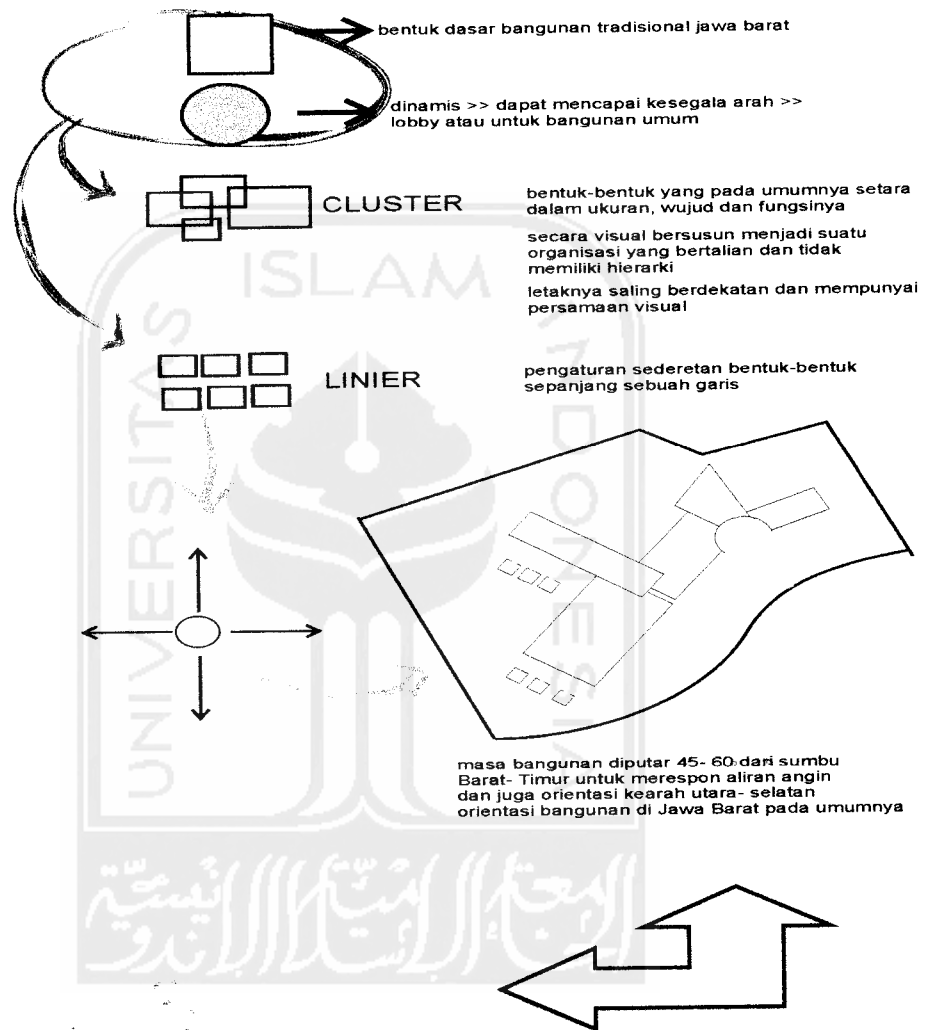 bentuk dasar bangunan tradisional jawa barat
dinamis >> dapat mencapai kesegala arah >>
lobby atau untuk bangunan umum
CLUSTER
bentuk-bentuk yang pada umumnya setara
dalam ukuran, wujud dan fungsinya
secara visual bersusun menjadi suatu
organisasi yang bertalian dan tidak
memiliki hierarki
letaknya saling berdekatan dan mempunyai
persamaan visual
LINIER
pengaturan sederetan bentuk-bentuk
sepanjang sebuah garis
masa bangunan diputar 45- 60 dari sumbu
Barat- Timur untuk merespon aliran angin
dan juga orientasi kearah utara- selatan
orientasi bangunan di Jawa Barat pada umumnya
UNIVERSITAS
ISLAM
INDONESIA